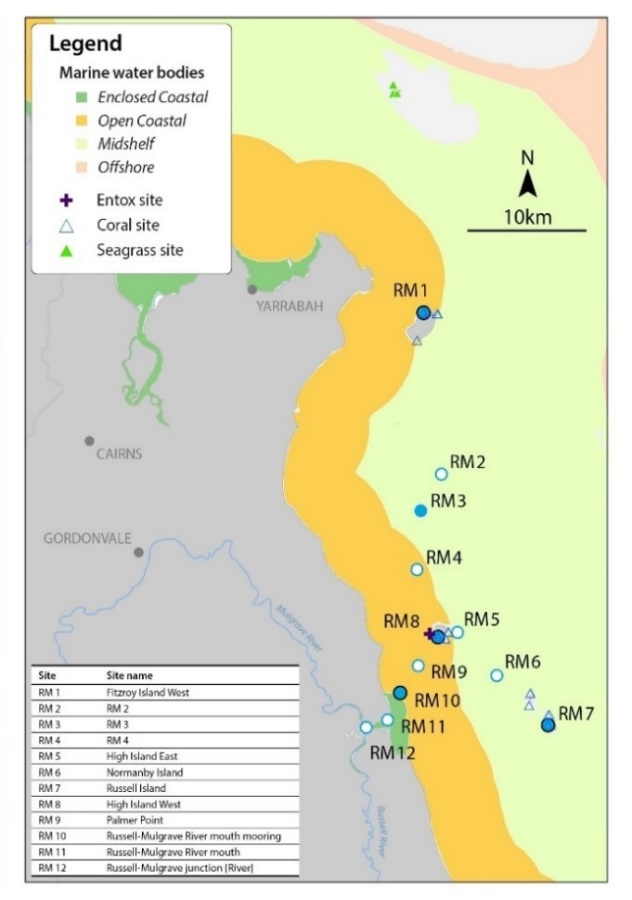 Legend
Marine water bodies
Enclosed Coastal
Open Coastal
Midshelf
Offshore
Entox site
Coral site
Seagrass site
N
10km
RM1
YARRABAH
CAIRNS
RM2
RM3
GORDONVALE
RM4
Mulgrave River
RM8
RM5
RM9
RM6
RM10
RM7
RM11
RM12
Russell River
Site Site name
RM 1 Fitzroy Island West
RM 2 RM 2
RM 3 RM 3
RM 4 RM 4
RM 5 High Island East
RM 6 Normanby Island
RM 7 Russell Island
RM 8 High Island West
RM 9 Palmer Point
RM 10 Russell-Mulgrave River mouth mooring
RM 11 Russell-Mulgrave River mouth
RM 12 Russell-Mulgrave junction [River]